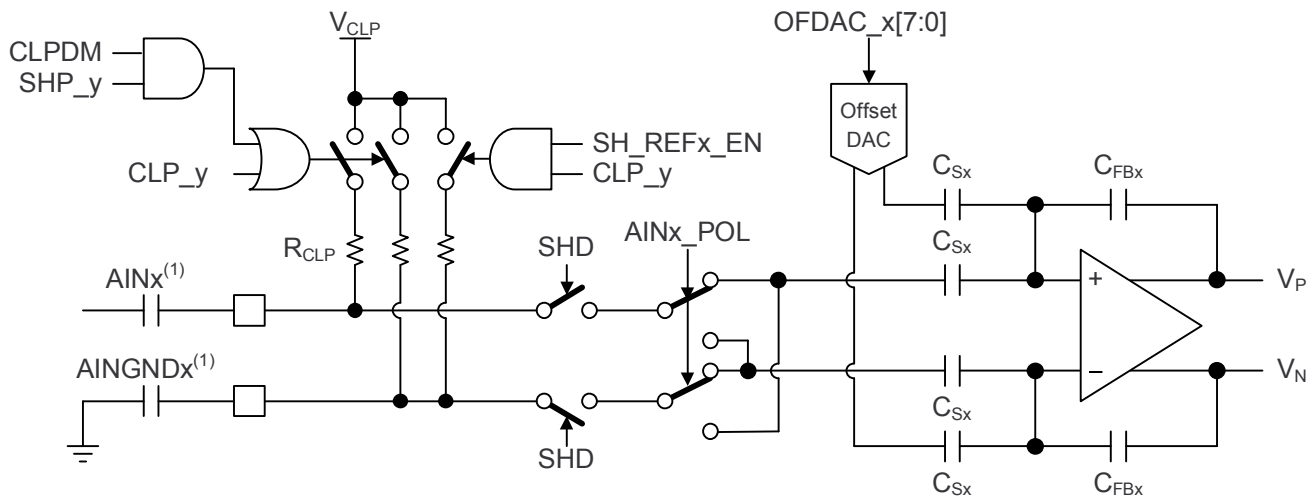 OFDAC_x[7:0]
V_CLP
CLPDM
SHP_y
Offset
DAC
SH_REFx_EN
CLP_y
CLP_y
C_Sx
C_FBx
R_CLP
SHD
AINx_POL
C_Sx
AINx^(1)
+
V_P
AINGNDx^(1)
−
V_N
C_Sx
SHD
C_Sx
C_FBx